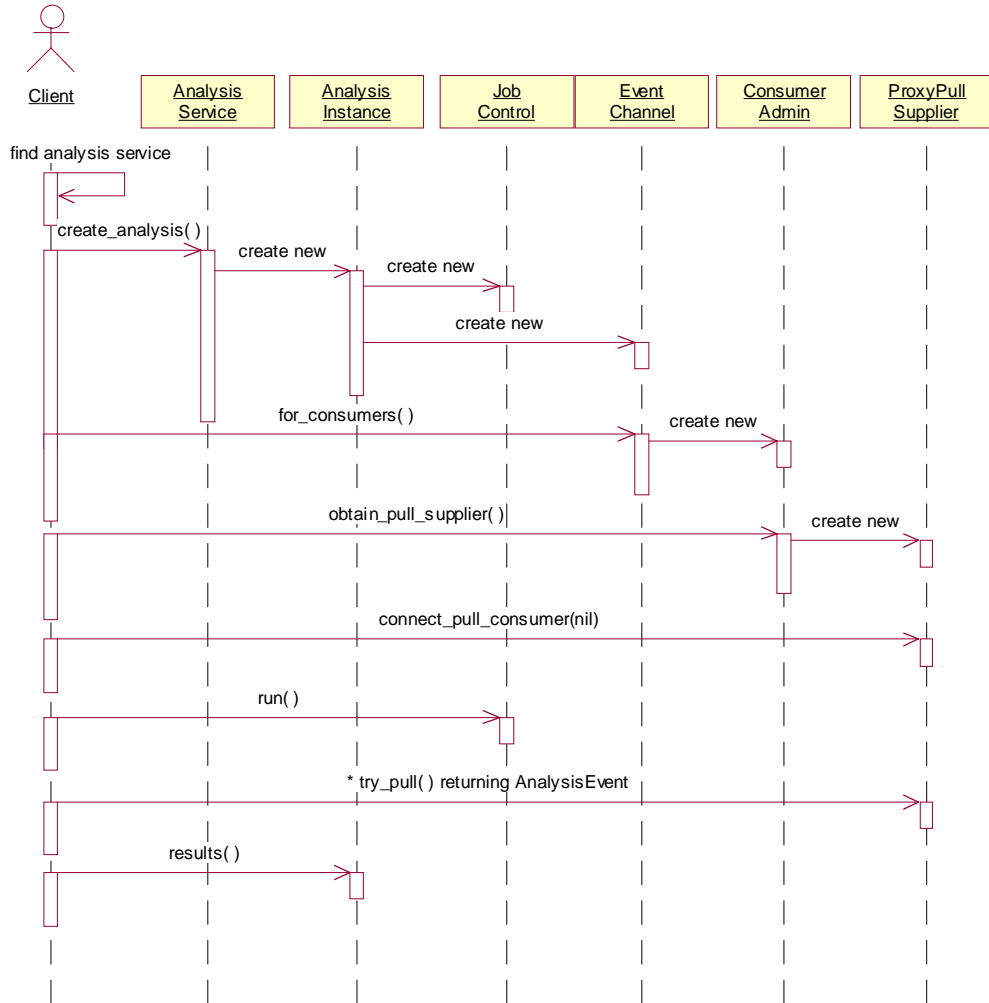 Client
Analysis
Service
Analysis
Instance
Job
Control
Event
Channel
Consumer
Admin
ProxyPull
Supplier
find analysis service
create_analysis( )
create new
create new
create new
for_consumers( )
create new
obtain_pull_supplier( )
create new
connect_pull_consumer(nil)
run( )
* try_pull( ) returning AnalysisEvent
results( )